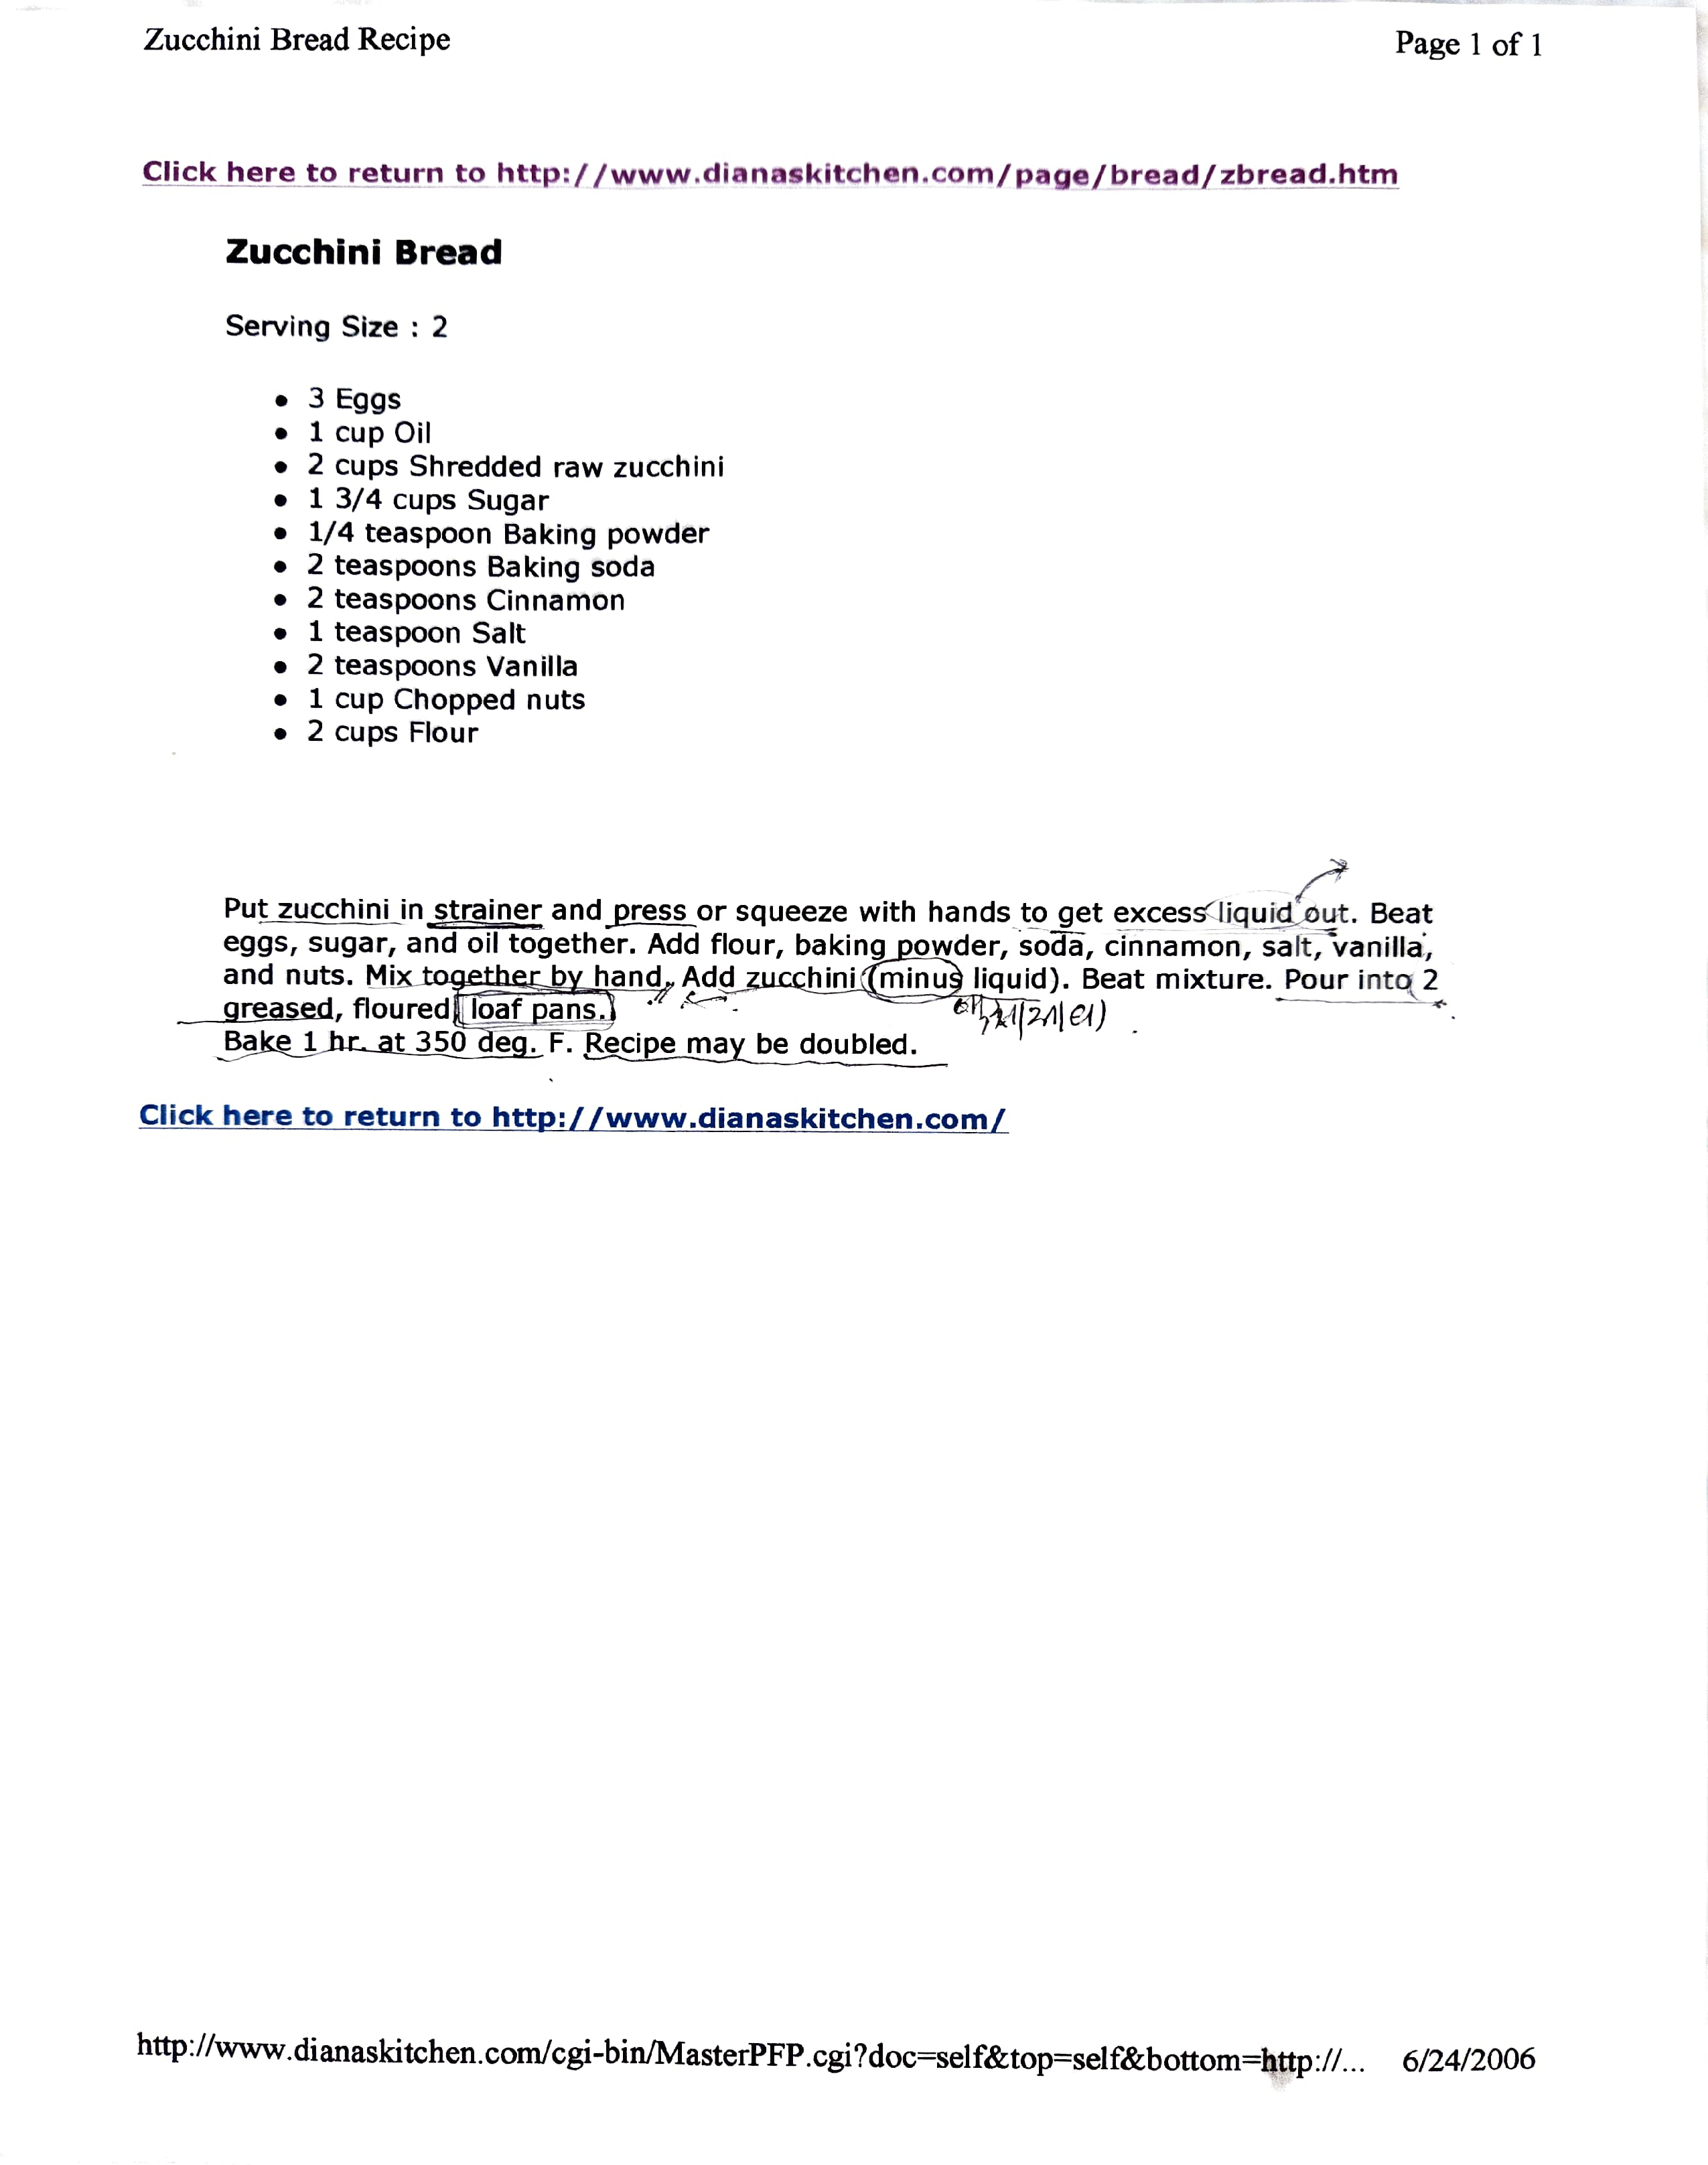 Zucchini Bread Recipe
Page 1 of 1
Click here to return to http://www.dianaskitchen.com/page/bread/zbread.htm
Zucchini Bread
Serving Size : 2
• 3 Eggs
• 1 cup Oil
• 2 cups Shredded raw zucchini
• 1 3/4 cups Sugar
• 1/4 teaspoon Baking powder
• 2 teaspoons Baking soda
• 2 teaspoons Cinnamon
• 1 teaspoon Salt
• 2 teaspoons Vanilla
• 1 cup Chopped nuts
• 2 cups Flour
Put zucchini in strainer and press or squeeze with hands to get excess liquid out. Beat
eggs, sugar, and oil together. Add flour, baking powder, soda, cinnamon, salt, vanilla,
and nuts. Mix together by hand. Add zucchini (minus liquid). Beat mixture. Pour into 2
greased, floured loaf pans.
Bake 1 hr. at 350 deg. F. Recipe may be doubled.
Click here to return to http://www.dianaskitchen.com/
http://www.dianaskitchen.com/cgi-bin/MasterPFP.cgi?doc=self&top=self&bottom=http://... 6/24/2006